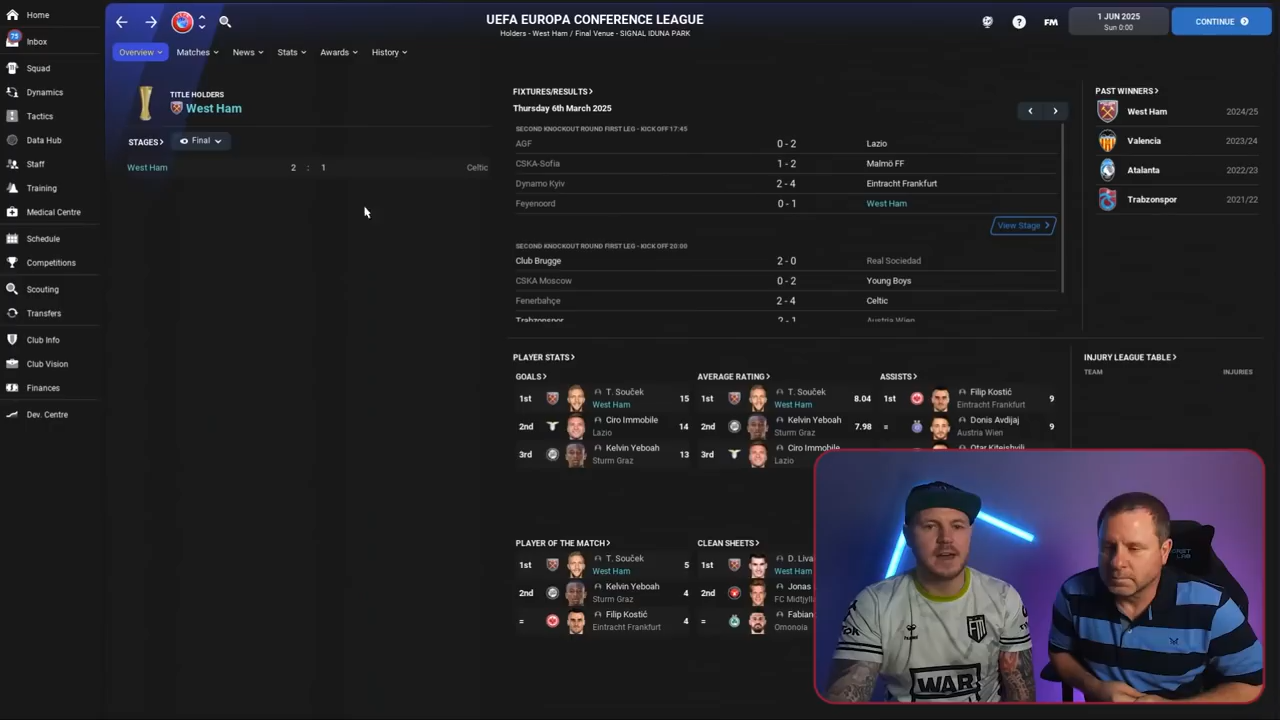 Home
75
Inbox
Squad
Dynamics
Tactics
Data Hub
Staff
Training
Medical Centre
Schedule
Competitions
Scouting
Transfers
Club Info
Club Vision
Finances
Dev. Centre
UEFA EUROPA CONFERENCE LEAGUE
Holders - West Ham / Final Venue - SIGNAL IDUNA PARK
FM
1 JUN 2025
Sun 0:00
CONTINUE
Overview
Matches
News
Stats
Awards
History
TITLE HOLDERS
West Ham
STAGES
Final
West Ham 2 : 1 Celtic
FIXTURES/RESULTS
Thursday 6th March 2025
SECOND KNOCKOUT ROUND FIRST LEG - KICK OFF 17:45
AGF 0 - 2 Lazio
CSKA-Sofia 1 - 2 Malmö FF
Dynamo Kyiv 2 - 4 Eintracht Frankfurt
Feyenoord 0 - 1 West Ham
View Stage
SECOND KNOCKOUT ROUND FIRST LEG - KICK OFF 20:00
Club Brugge 2 - 0 Real Sociedad
CSKA Moscow 0 - 2 Young Boys
Fenerbahçe 2 - 4 Celtic
Trabzonspor 2 - 1 Austria Wien
PAST WINNERS
West Ham 2024/25
Valencia 2023/24
Atalanta 2022/23
Trabzonspor 2021/22
PLAYER STATS
GOALS
1st T. Souček 15
West Ham
2nd Ciro Immobile 14
Lazio
3rd Kelvin Yeboah 13
Sturm Graz
AVERAGE RATING
1st T. Souček 8.04
West Ham
2nd Kelvin Yeboah 7.98
Sturm Graz
3rd Ciro Immobile
Lazio
ASSISTS
1st Filip Kostić 9
Eintracht Frankfurt
= Donis Avdijaj 9
Austria Wien
Otar Kiteishvili
INJURY LEAGUE TABLE
TEAM INJURIES
PLAYER OF THE MATCH
1st T. Souček 5
West Ham
2nd Kelvin Yeboah 4
Sturm Graz
= Filip Kostić 4
Eintracht Frankfurt
CLEAN SHEETS
1st D. Liva
West Ham
2nd Jonas
FC Midtjyll
= Fabian
Omonoia
FM
WAR